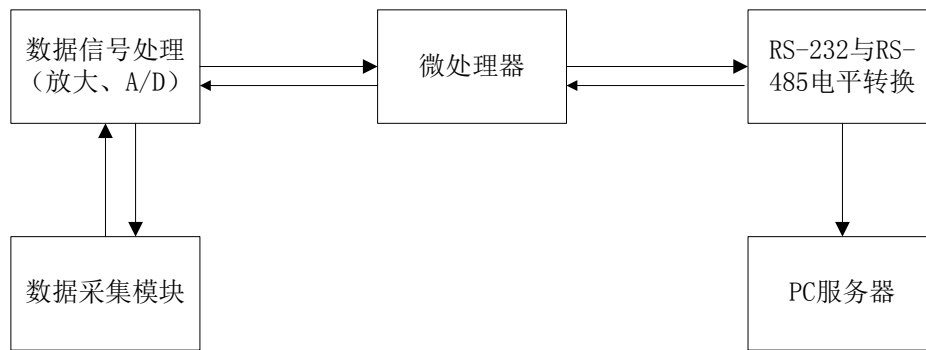 数据信号处理
（放大、A/D）
微处理器
RS-232与RS-
485电平转换
数据采集模块
PC服务器